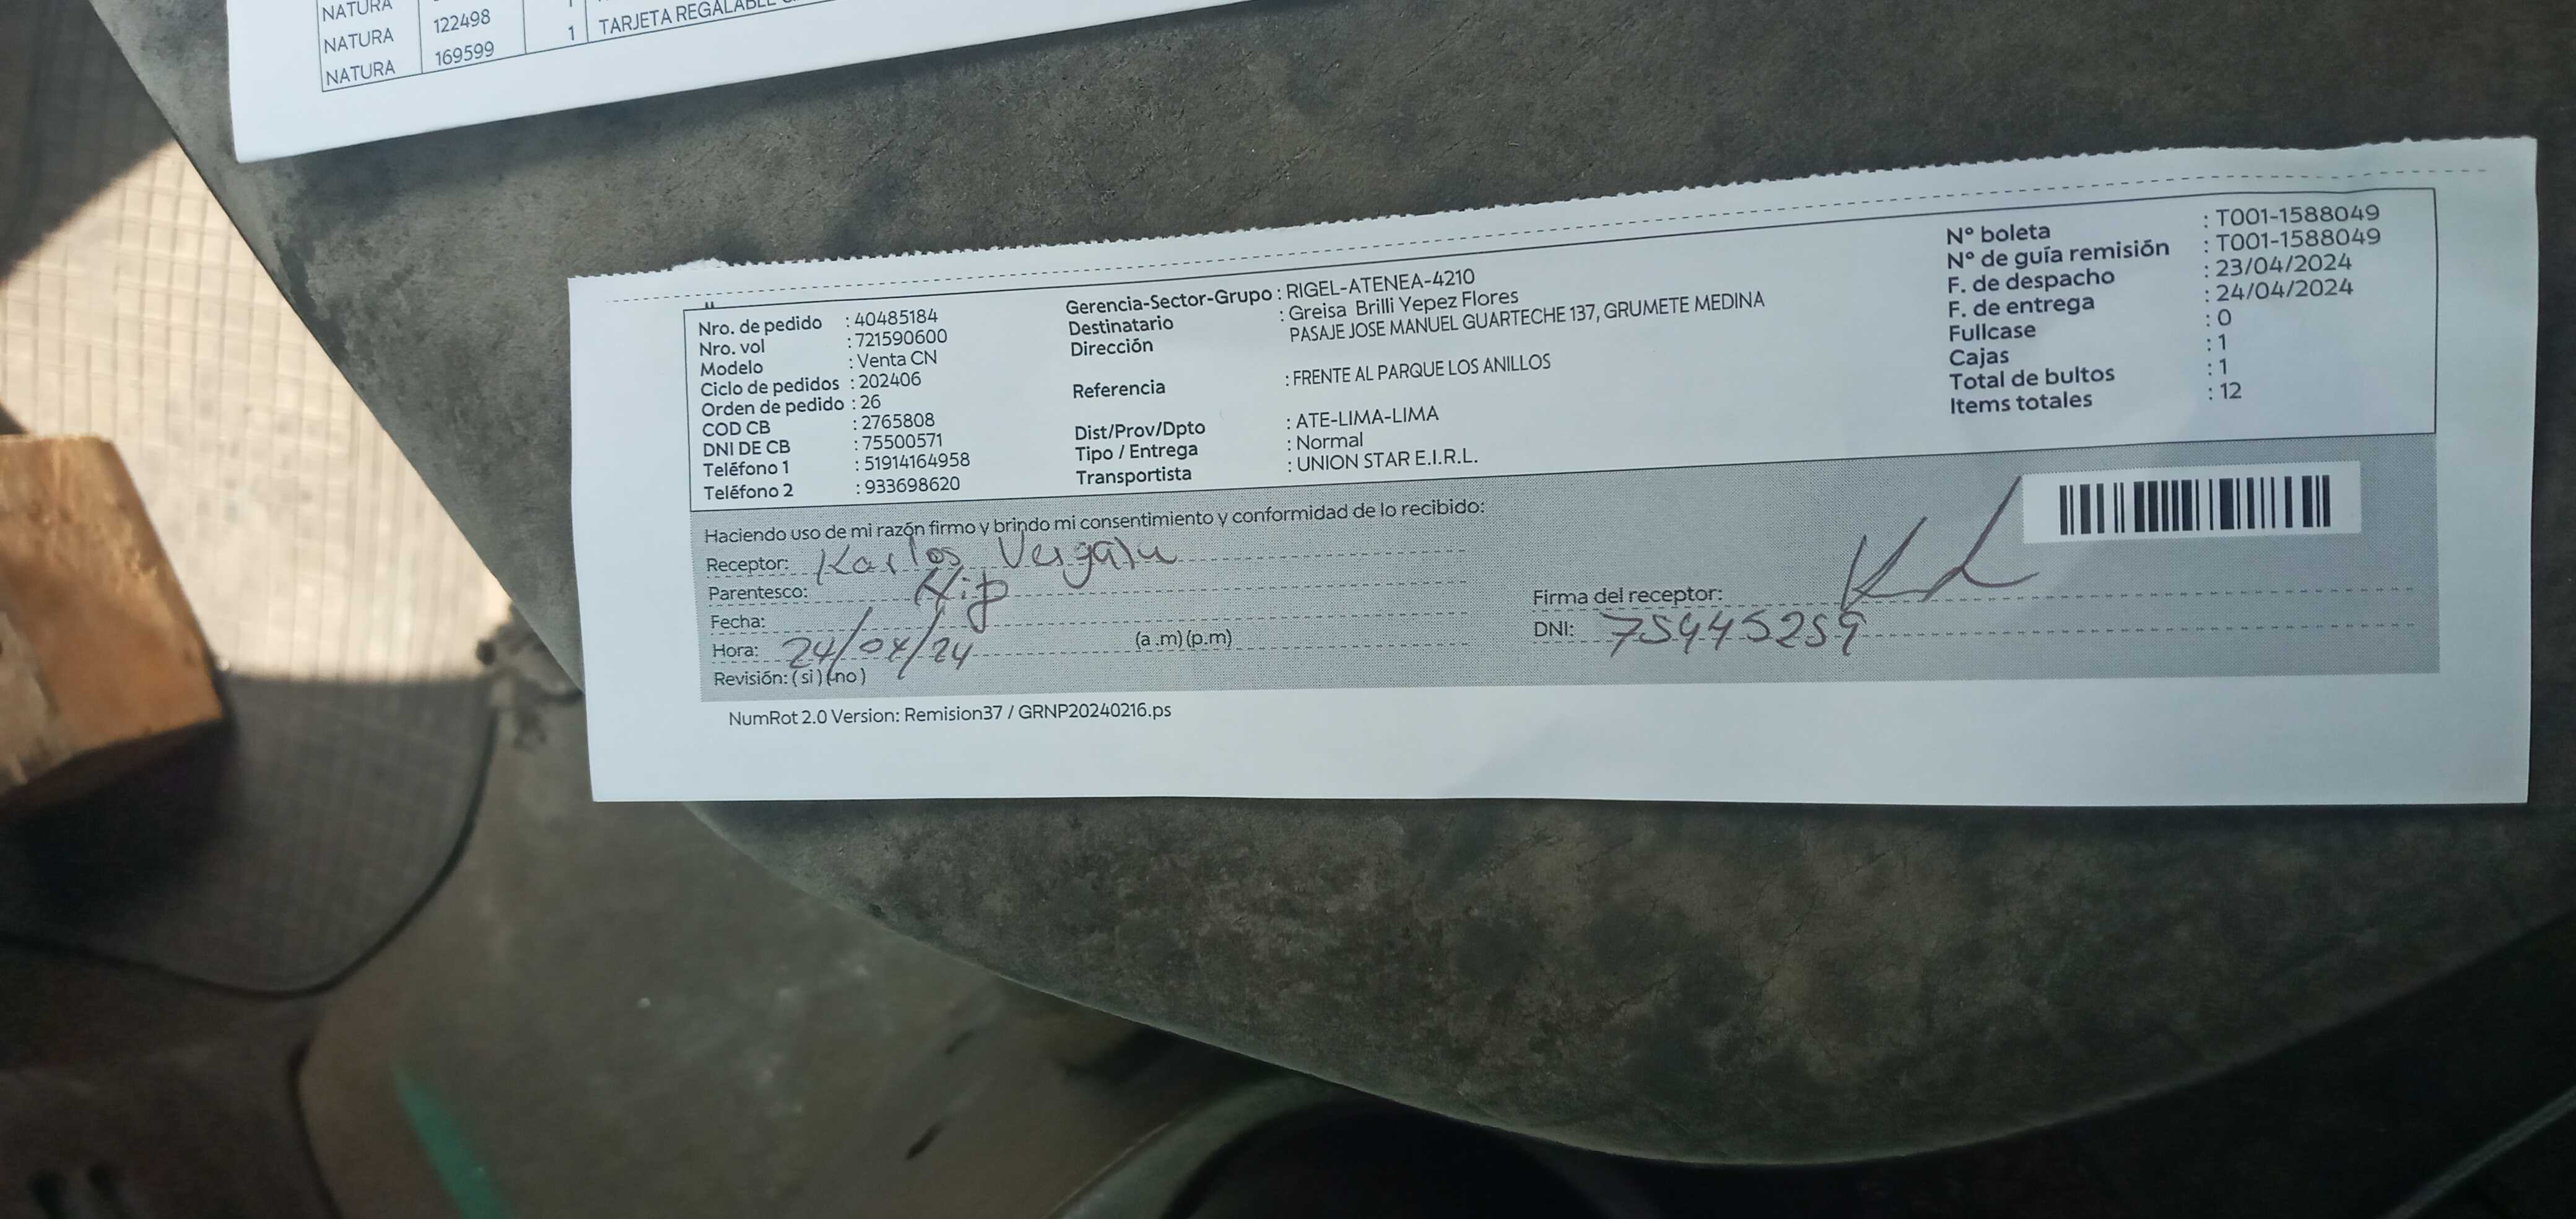 NATURA
NATURA 122498 1 TARJETA REGALABLE
NATURA 169599
Nro. de pedido : 40485184
Nro. vol : 721590600
Modelo : Venta CN
Ciclo de pedidos : 202406
Orden de pedido : 26
COD CB : 2765808
DNI DE CB : 75500571
Teléfono 1 : 51914164958
Teléfono 2 : 933698620
Gerencia-Sector-Grupo : RIGEL-ATENEA-4210
Destinatario : Greisa Brilli Yepez Flores
Dirección PASAJE JOSE MANUEL GUARTECHE 137, GRUMETE MEDINA
Referencia : FRENTE AL PARQUE LOS ANILLOS
Dist/Prov/Dpto : ATE-LIMA-LIMA
Tipo / Entrega : Normal
Transportista : UNION STAR E.I.R.L.
N° boleta : T001-1588049
N° de guía remisión : T001-1588049
F. de despacho : 23/04/2024
F. de entrega : 24/04/2024
Fullcase : 0
Cajas : 1
Total de bultos : 1
Items totales : 12
Haciendo uso de mi razón firmo y brindo mi consentimiento y conformidad de lo recibido:
Receptor: Karlos Vergara
Parentesco:
Fecha:
Hora: 24/04/24 (a .m) (p.m)
Revisión: ( si ) ( no )
Firma del receptor:
DNI: 75445259
NumRot 2.0 Version: Remision37 / GRNP20240216.ps